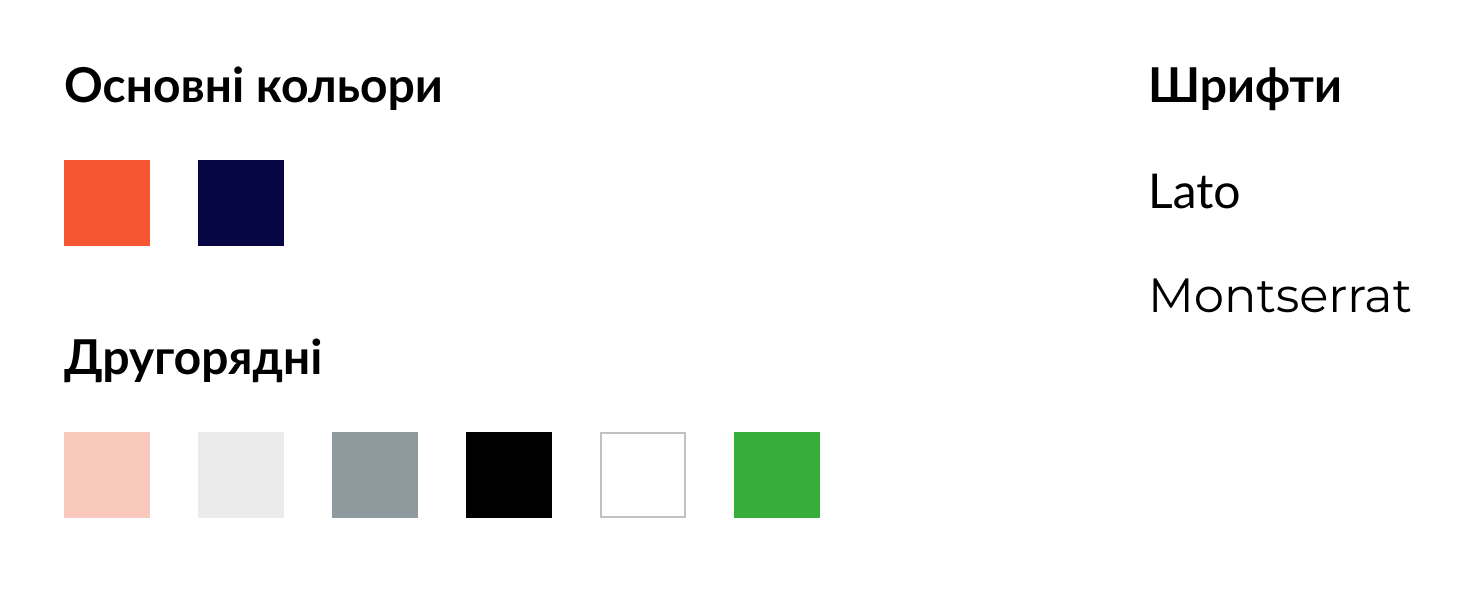 Основні кольори
Другорядні
Шрифти
Lato
Montserrat